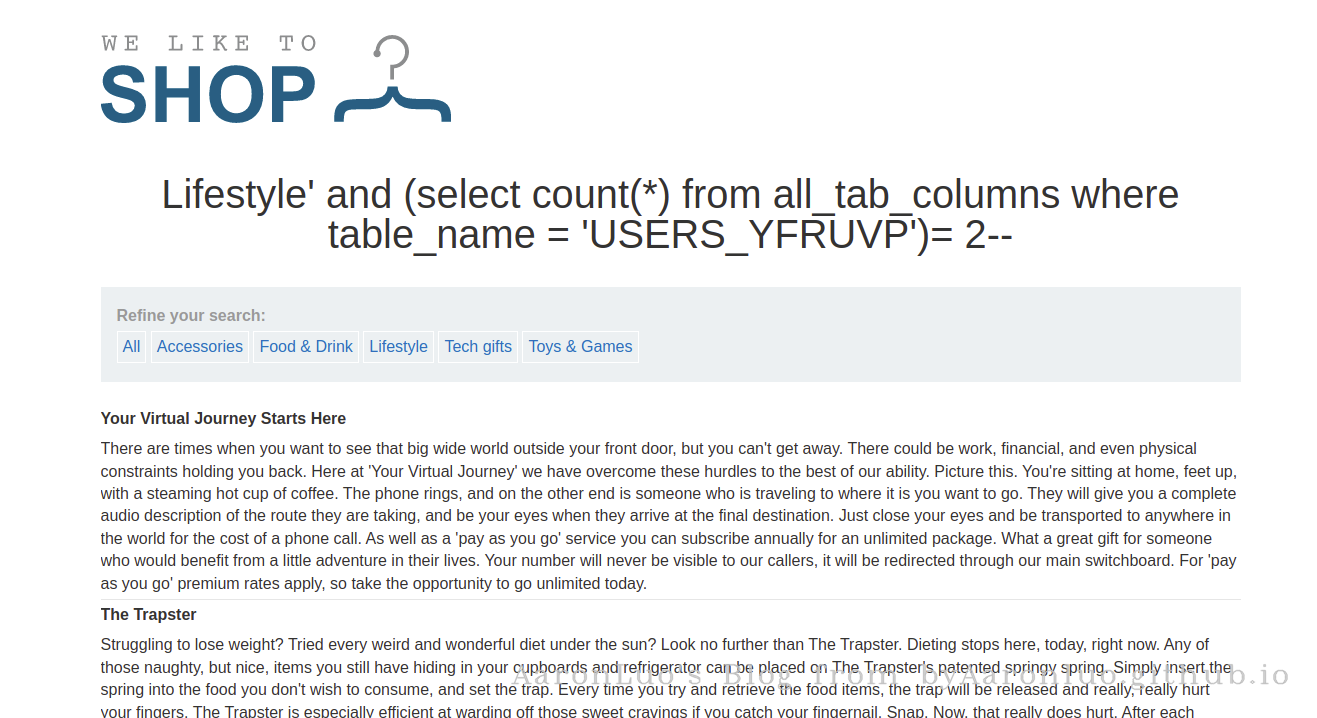 WE LIKE TO
SHOP
Lifestyle' and (select count(*) from all_tab_columns where
table_name = 'USERS_YFRUVP')= 2--
Refine your search:
All Accessories Food & Drink Lifestyle Tech gifts Toys & Games
Your Virtual Journey Starts Here
There are times when you want to see that big wide world outside your front door, but you can't get away. There could be work, financial, and even physical
constraints holding you back. Here at 'Your Virtual Journey' we have overcome these hurdles to the best of our ability. Picture this. You're sitting at home, feet up,
with a steaming hot cup of coffee. The phone rings, and on the other end is someone who is traveling to where it is you want to go. They will give you a complete
audio description of the route they are taking, and be your eyes when they arrive at the final destination. Just close your eyes and be transported to anywhere in
the world for the cost of a phone call. As well as a 'pay as you go' service you can subscribe annually for an unlimited package. What a great gift for someone
who would benefit from a little adventure in their lives. Your number will never be visible to our callers, it will be redirected through our main switchboard. For 'pay
as you go' premium rates apply, so take the opportunity to go unlimited today.
The Trapster
Struggling to lose weight? Tried every weird and wonderful diet under the sun? Look no further than The Trapster. Dieting stops here, today, right now. Any of
those naughty, but nice, items you still have hiding in your cupboards and refrigerator can be placed on The Trapster's patented springy spring. Simply insert the
AaronLuo's Blog from byAaronluo.github.io
spring into the food you don't wish to consume, and set the trap. Every time you try and retrieve the food items, the trap will be released and really, really hurt
your fingers. The Trapster is especially efficient at warding off those sweet cravings if you catch your fingernail. Snap. Now, that really does hurt. After each